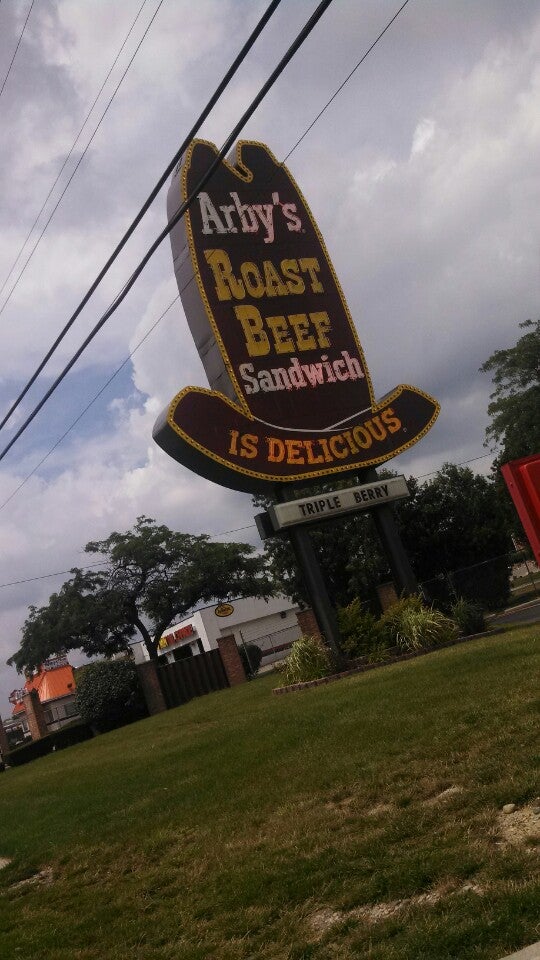 Arby's
ROAST
BEEF
Sandwich
IS DELICIOUS
TRIPLE BERRY